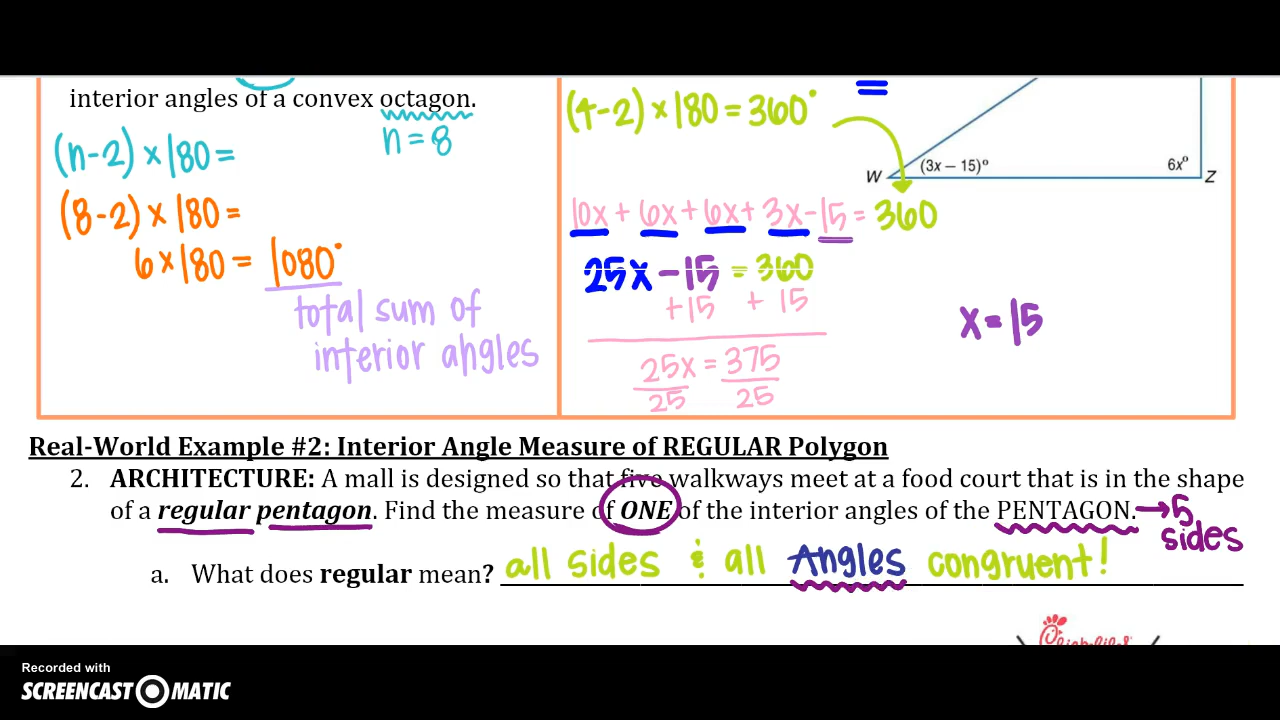 interior angles of a convex octagon.
n = 8
(n-2) × 180 =
(8-2) × 180 =
6 × 180 = 1080°
total sum of
interior angles
(4-2) × 180 = 360°
=
W
(3x – 15)°
6x°
Z
10x + 6x + 6x + 3x - 15 = 360
25x - 15 = 360
+15 + 15
25x = 375
25 25
x = 15
Real-World Example #2: Interior Angle Measure of REGULAR Polygon
2. ARCHITECTURE: A mall is designed so that five walkways meet at a food court that is in the shape
of a regular pentagon. Find the measure of ONE of the interior angles of the PENTAGON. → 5
sides
a. What does regular mean? all sides & all Angles congruent!
Recorded with
SCREENCAST MATIC